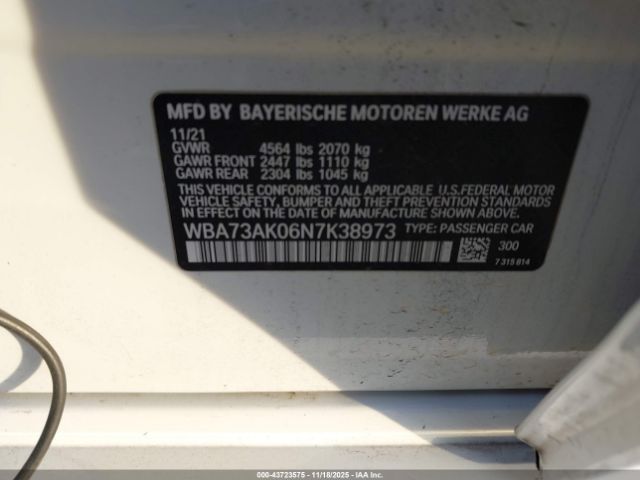 MFD BY BAYERISCHE MOTOREN WERKE AG
11/21
GVWR 4564 lbs 2070 kg
GAWR FRONT 2447 lbs 1110 kg
GAWR REAR 2304 lbs 1045 kg
THIS VEHICLE CONFORMS TO ALL APPLICABLE U.S.FEDERAL MOTOR
VEHICLE SAFETY, BUMPER AND THEFT PREVENTION STANDARDS
IN EFFECT ON THE DATE OF MANUFACTURE SHOWN ABOVE.
WBA73AK06N7K38973 TYPE: PASSENGER CAR
300
7 315 814
000-43723575 | 11/18/2025 | © IAA, LLC